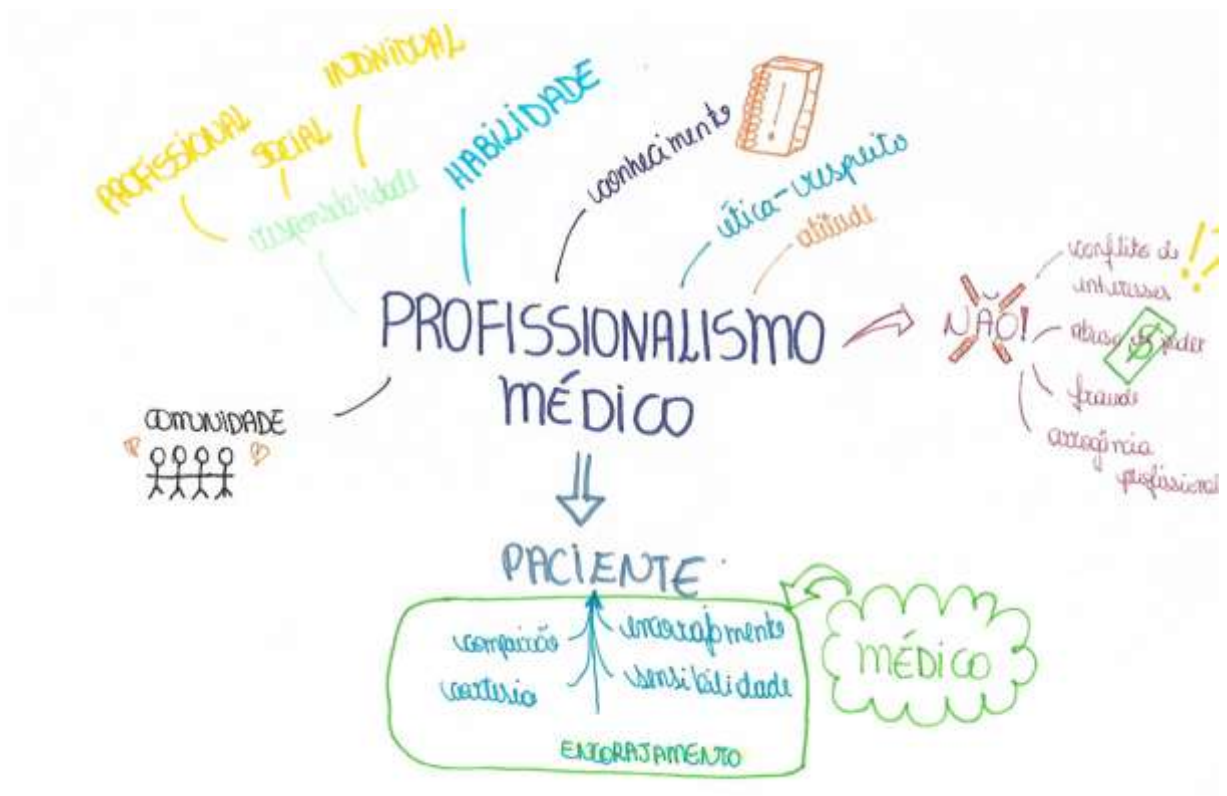 INDIVIDUAL
PROFISSIONAL
SOCIAL
responsabilidade
HABILIDADE
conhecimento
ética-respeito
atitude
PROFISSIONALISMO
MÉDICO
NÃO!
conflito de
interesses
!?
abuso de poder
$
fraude
arrogância
profissional
COMUNIDADE
PACIENTE
compaixão
encorajamento
cortesia
sensibilidade
ENCORAJAMENTO
MÉDICO